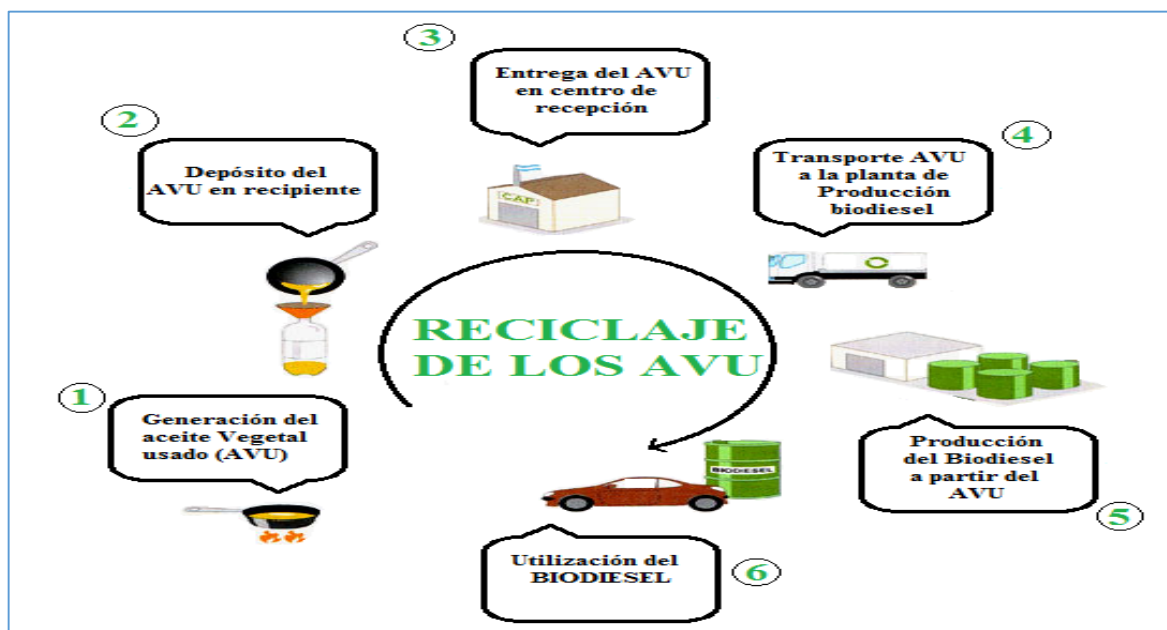 3
Entrega del AVU
en centro de
recepción
2
Depósito del
AVU en recipiente
4
Transporte AVU
a la planta de
Producción
biodiesel
CAP
RECICLAJE
DE LOS AVU
1
Generación del
aceite Vegetal
usado (AVU)
Producción
del Biodiesel
a partir del
AVU
5
BIODIESEL
Utilización del
BIODIESEL
6